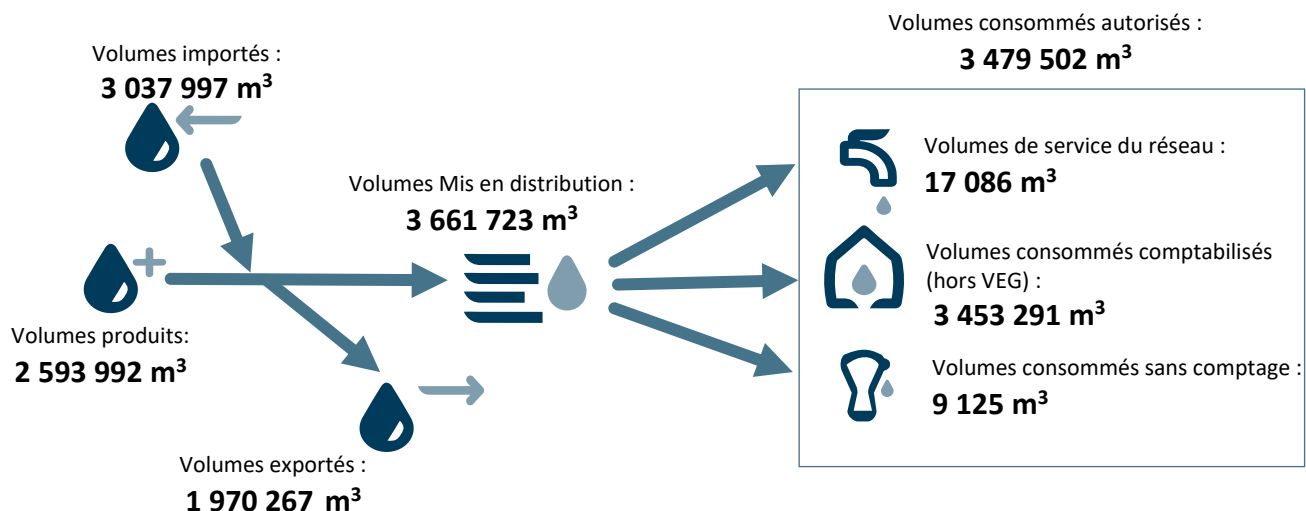 Volumes consommés autorisés :
3 479 502 m³
Volumes importés :
3 037 997 m³
Volumes de service du réseau :
17 086 m³
Volumes Mis en distribution :
3 661 723 m³
Volumes consommés comptabilisés
(hors VEG) :
3 453 291 m³
Volumes produits:
2 593 992 m³
Volumes consommés sans comptage :
9 125 m³
Volumes exportés :
1 970 267 m³